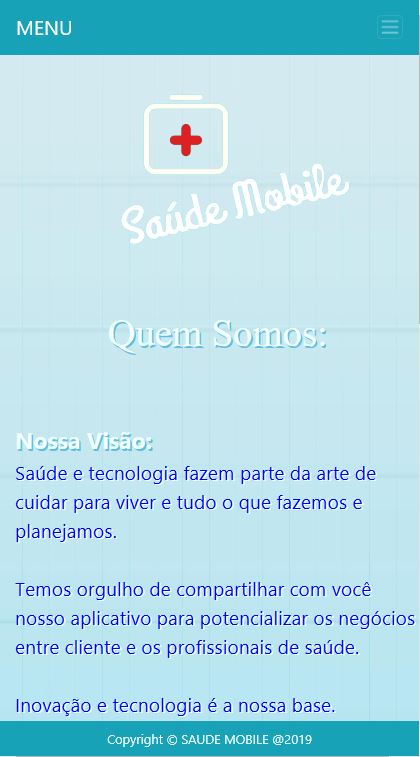 MENU
Saúde Mobile
Quem Somos:
Nossa Visão:
Saúde e tecnologia fazem parte da arte de
cuidar para viver e tudo o que fazemos e
planejamos.
Temos orgulho de compartilhar com você
nosso aplicativo para potencializar os negócios
entre cliente e os profissionais de saúde.
Inovação e tecnologia é a nossa base.
Copyright © SAUDE MOBILE @2019